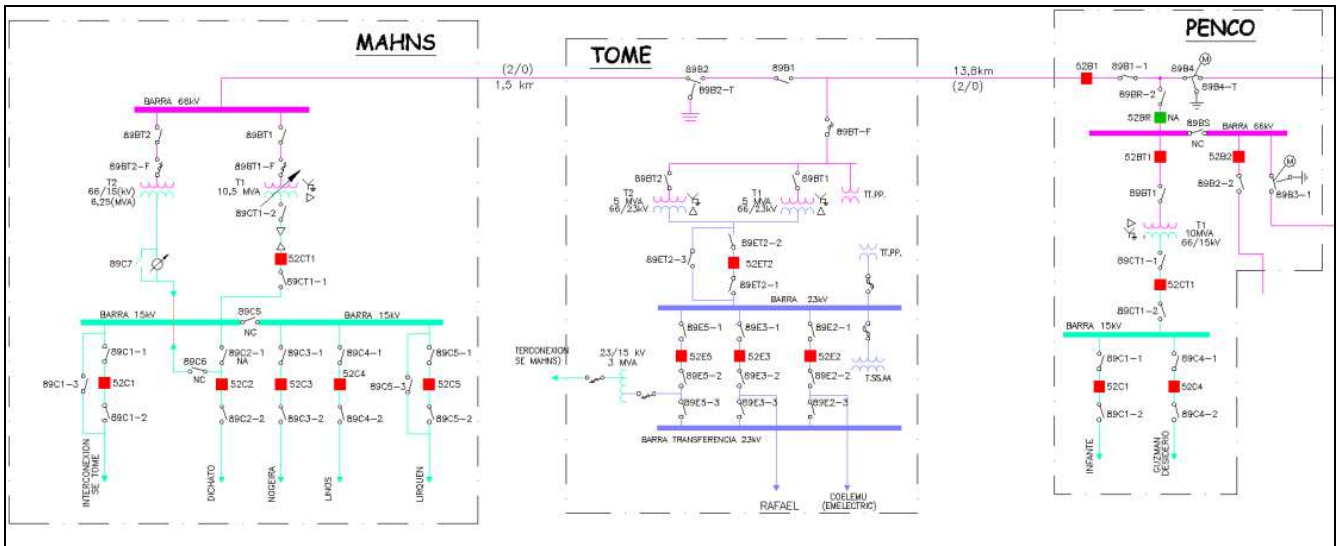 MAHNS
BARRA 66kV
89BT2
89BT1
89BT2-F
89BT1-F
T2
66/15(kV)
6,25(MVA)
T1
10,5 MVA
89CT1-2
89C7
52CT1
89CT1-1
BARRA 15kV
89C5
NC
BARRA 15kV
89C1-1
89C6
NC
89C2-1
NA
89C3-1
89C4-1
89C5-1
89C1-3
52C1
52C2
52C3
52C4
89C5-3
52C5
89C1-2
89C2-2
89C3-2
89C4-2
89C5-2
INTERCONEXION
SE TOME
DICHATO
NOGEIRA
LINOS
LIRQUEN
(2/0)
1,5 km
TOME
89B2
89B1
89B2-T
89BT-F
89BT2
89BT1
T2
5 MVA
66/23kV
T1
5 MVA
66/23kV
TT.PP.
89ET2-2
89ET2-3
52ET2
89ET2-1
TT.PP.
BARRA 23kV
89E5-1
89E3-1
89E2-1
TERCONEXION
SE MAHNS)
23/15 kV
3 MVA
52E5
52E3
52E2
89E5-2
89E3-2
89E2-2
T.SS.AA
89E5-3
89E3-3
89E2-3
BARRA TRANSFERENCIA 23kV
RAFAEL
COELEMU
(EMELECTRIC)
13,8km
(2/0)
PENCO
52B1
89B1-1
89B4
M
89B4-T
89BR-2
52BR
NA
89BS
NC
BARRA 66kV
52BT1
52B2
M
89BT1
89B2-2
89B3-1
T1
10MVA
66/15kV
89CT1-1
52CT1
89CT1-2
BARRA 15kV
89C1-1
89C4-1
52C1
52C4
89C1-2
89C4-2
INFANTE
GUZMAN
DESIDERIO